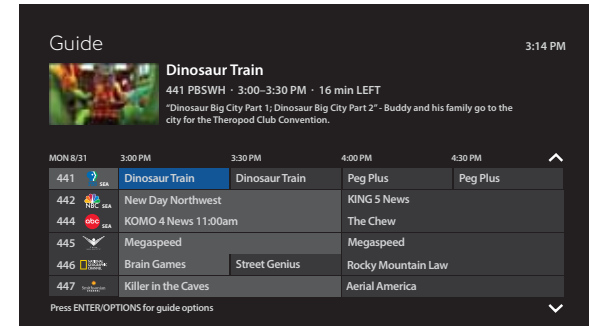 Guide
3:14 PM
Dinosaur Train
441 PBSWH · 3:00–3:30 PM · 16 min LEFT
“Dinosaur Big City Part 1; Dinosaur Big City Part 2” - Buddy and his family go to the
city for the Theropod Club Convention.
MON 8/31 3:00 PM 3:30 PM 4:00 PM 4:30 PM
441 SEA Dinosaur Train Dinosaur Train Peg Plus Peg Plus
442 NBC SEA New Day Northwest KING 5 News
444 abc SEA KOMO 4 News 11:00am The Chew
445 Megaspeed Megaspeed
446 NATIONAL GEOGRAPHIC CHANNEL Brain Games Street Genius Rocky Mountain Law
447 Smithsonian Killer in the Caves Aerial America
Press ENTER/OPTIONS for guide options